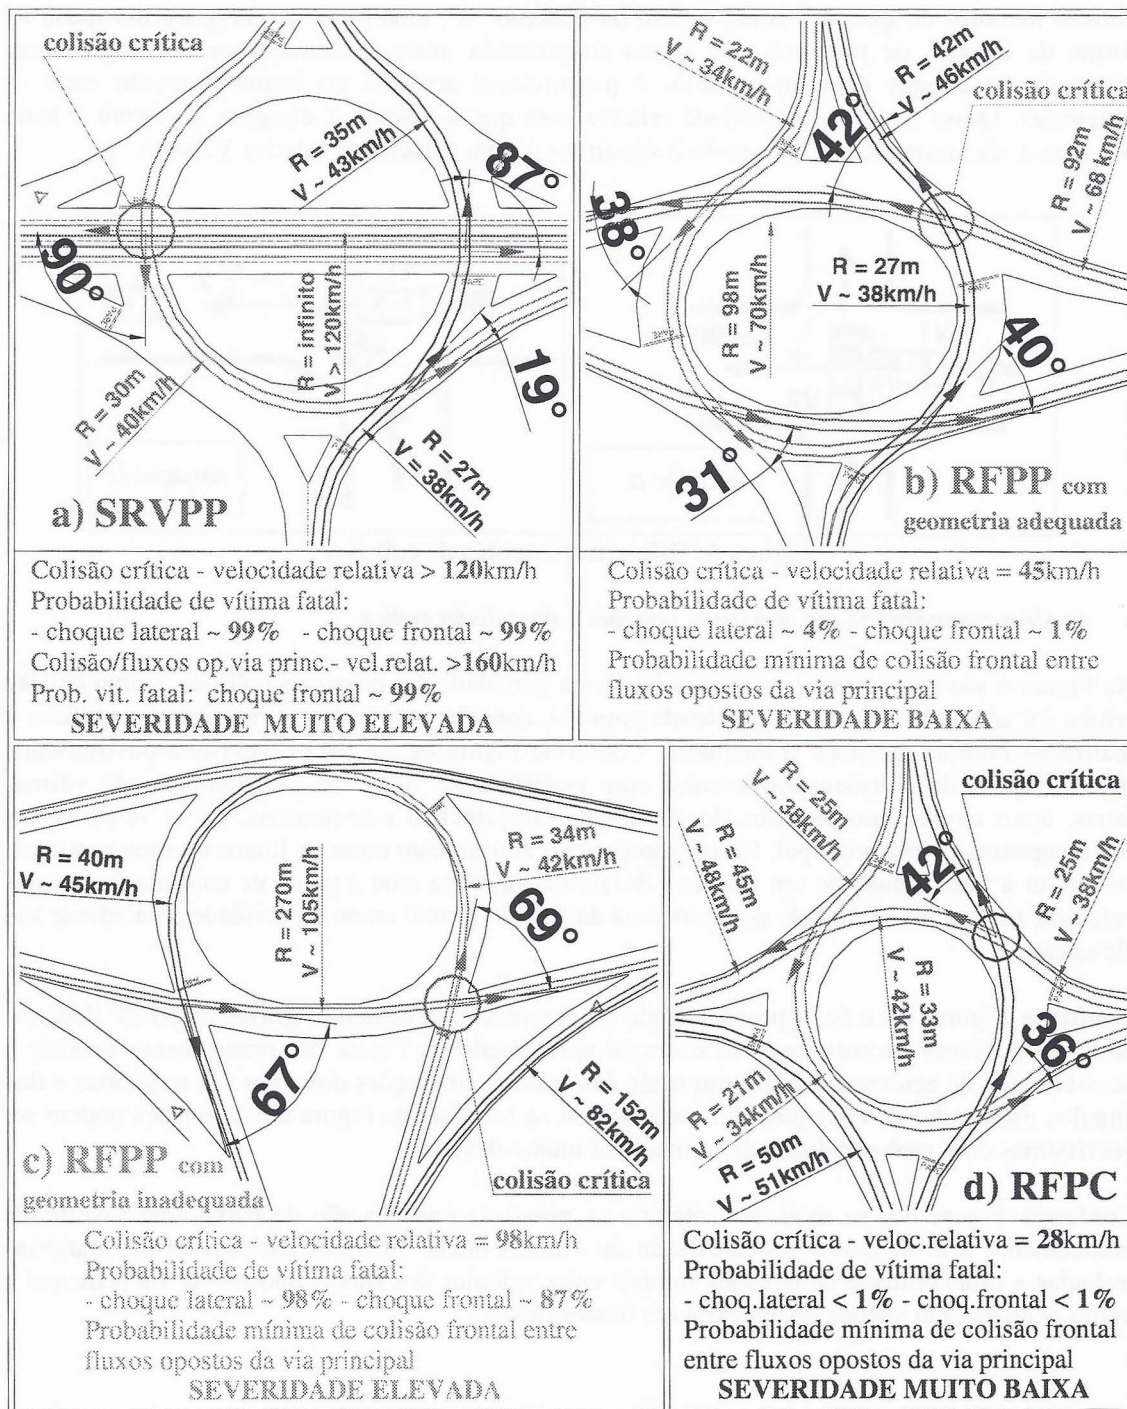 colisão crítica
R = 35m
V ~ 43km/h
87°
90°
R = infinito
V > 120km/h
19°
R = 30m
V ~ 40km/h
R = 27m
V = 38km/h
a) SRVPP
Colisão crítica - velocidade relativa > 120km/h
Probabilidade de vítima fatal:
- choque lateral ~ 99% - choque frontal ~ 99%
Colisão/fluxos op.via princ.- vel.relat. >160km/h
Prob. vit. fatal: choque frontal ~ 99%
SEVERIDADE MUITO ELEVADA
R = 22m
V ~ 34km/h
R = 42m
V ~ 46km/h
42°
colisão crítica
R = 92m
V ~ 68 km/h
38°
R = 27m
V ~ 38km/h
R = 98m
V ~ 70km/h
PARE
40°
31°
b) RFPP com
geometria adequada
Colisão crítica - velocidade relativa = 45km/h
Probabilidade de vítima fatal:
- choque lateral ~ 4% - choque frontal ~ 1%
Probabilidade mínima de colisão frontal entre
fluxos opostos da via principal
SEVERIDADE BAIXA
R = 40m
V ~ 45km/h
R = 270m
V ~ 105km/h
R = 34m
V ~ 42km/h
69°
67°
R = 152m
V ~ 82km/h
c) RFPP com
geometria inadequada
colisão crítica
Colisão crítica - velocidade relativa = 98km/h
Probabilidade de vítima fatal:
- choque lateral ~ 98% - choque frontal ~ 87%
Probabilidade mínima de colisão frontal entre
fluxos opostos da via principal
SEVERIDADE ELEVADA
R = 25m
V ~ 38km/h
colisão crítica
R = 45m
V ~ 48km/h
42°
R = 25m
V ~ 38km/h
R = 33m
V ~ 42km/h
PARE
36°
R = 21m
V ~ 34km/h
R = 50m
V ~ 51km/h
d) RFPC
Colisão crítica - veloc.relativa = 28km/h
Probabilidade de vítima fatal:
- choq.lateral < 1% - choq.frontal < 1%
Probabilidade mínima de colisão frontal
entre fluxos opostos da via principal
SEVERIDADE MUITO BAIXA